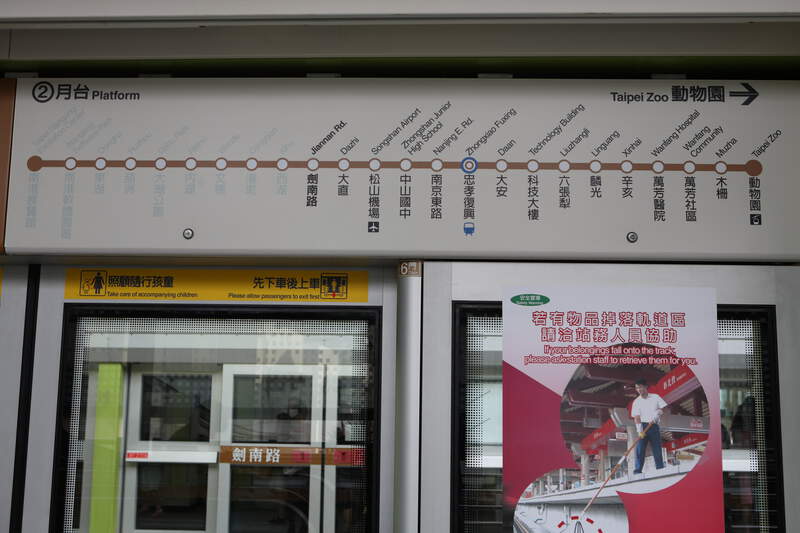 ②月台 Platform
Taipei Zoo 動物園
Jiannan Rd.
Dazhi
Songshan Airport
Zhongshan Junior
High School
Nanjing E. Rd.
Zhongxiao Fuxing
Daan
Technology Building
Liuzhangli
Linguang
Xinhai
Wanfang Hospital
Wanfang
Community
Muzha
Taipei Zoo
劍南路
大直
松山機場
中山國中
南京東路
忠孝復興
大安
科技大樓
六張犁
麟光
辛亥
萬芳醫院
萬芳社區
木柵
動物園
照顧隨行孩童
Take care of accompanying children
先下車後上車
Please allow passengers to exit first
6
劍南路
若有物品掉落軌道區
請洽站務人員協助
If your belongings fall onto the track,
please ask station staff to retrieve them for you.